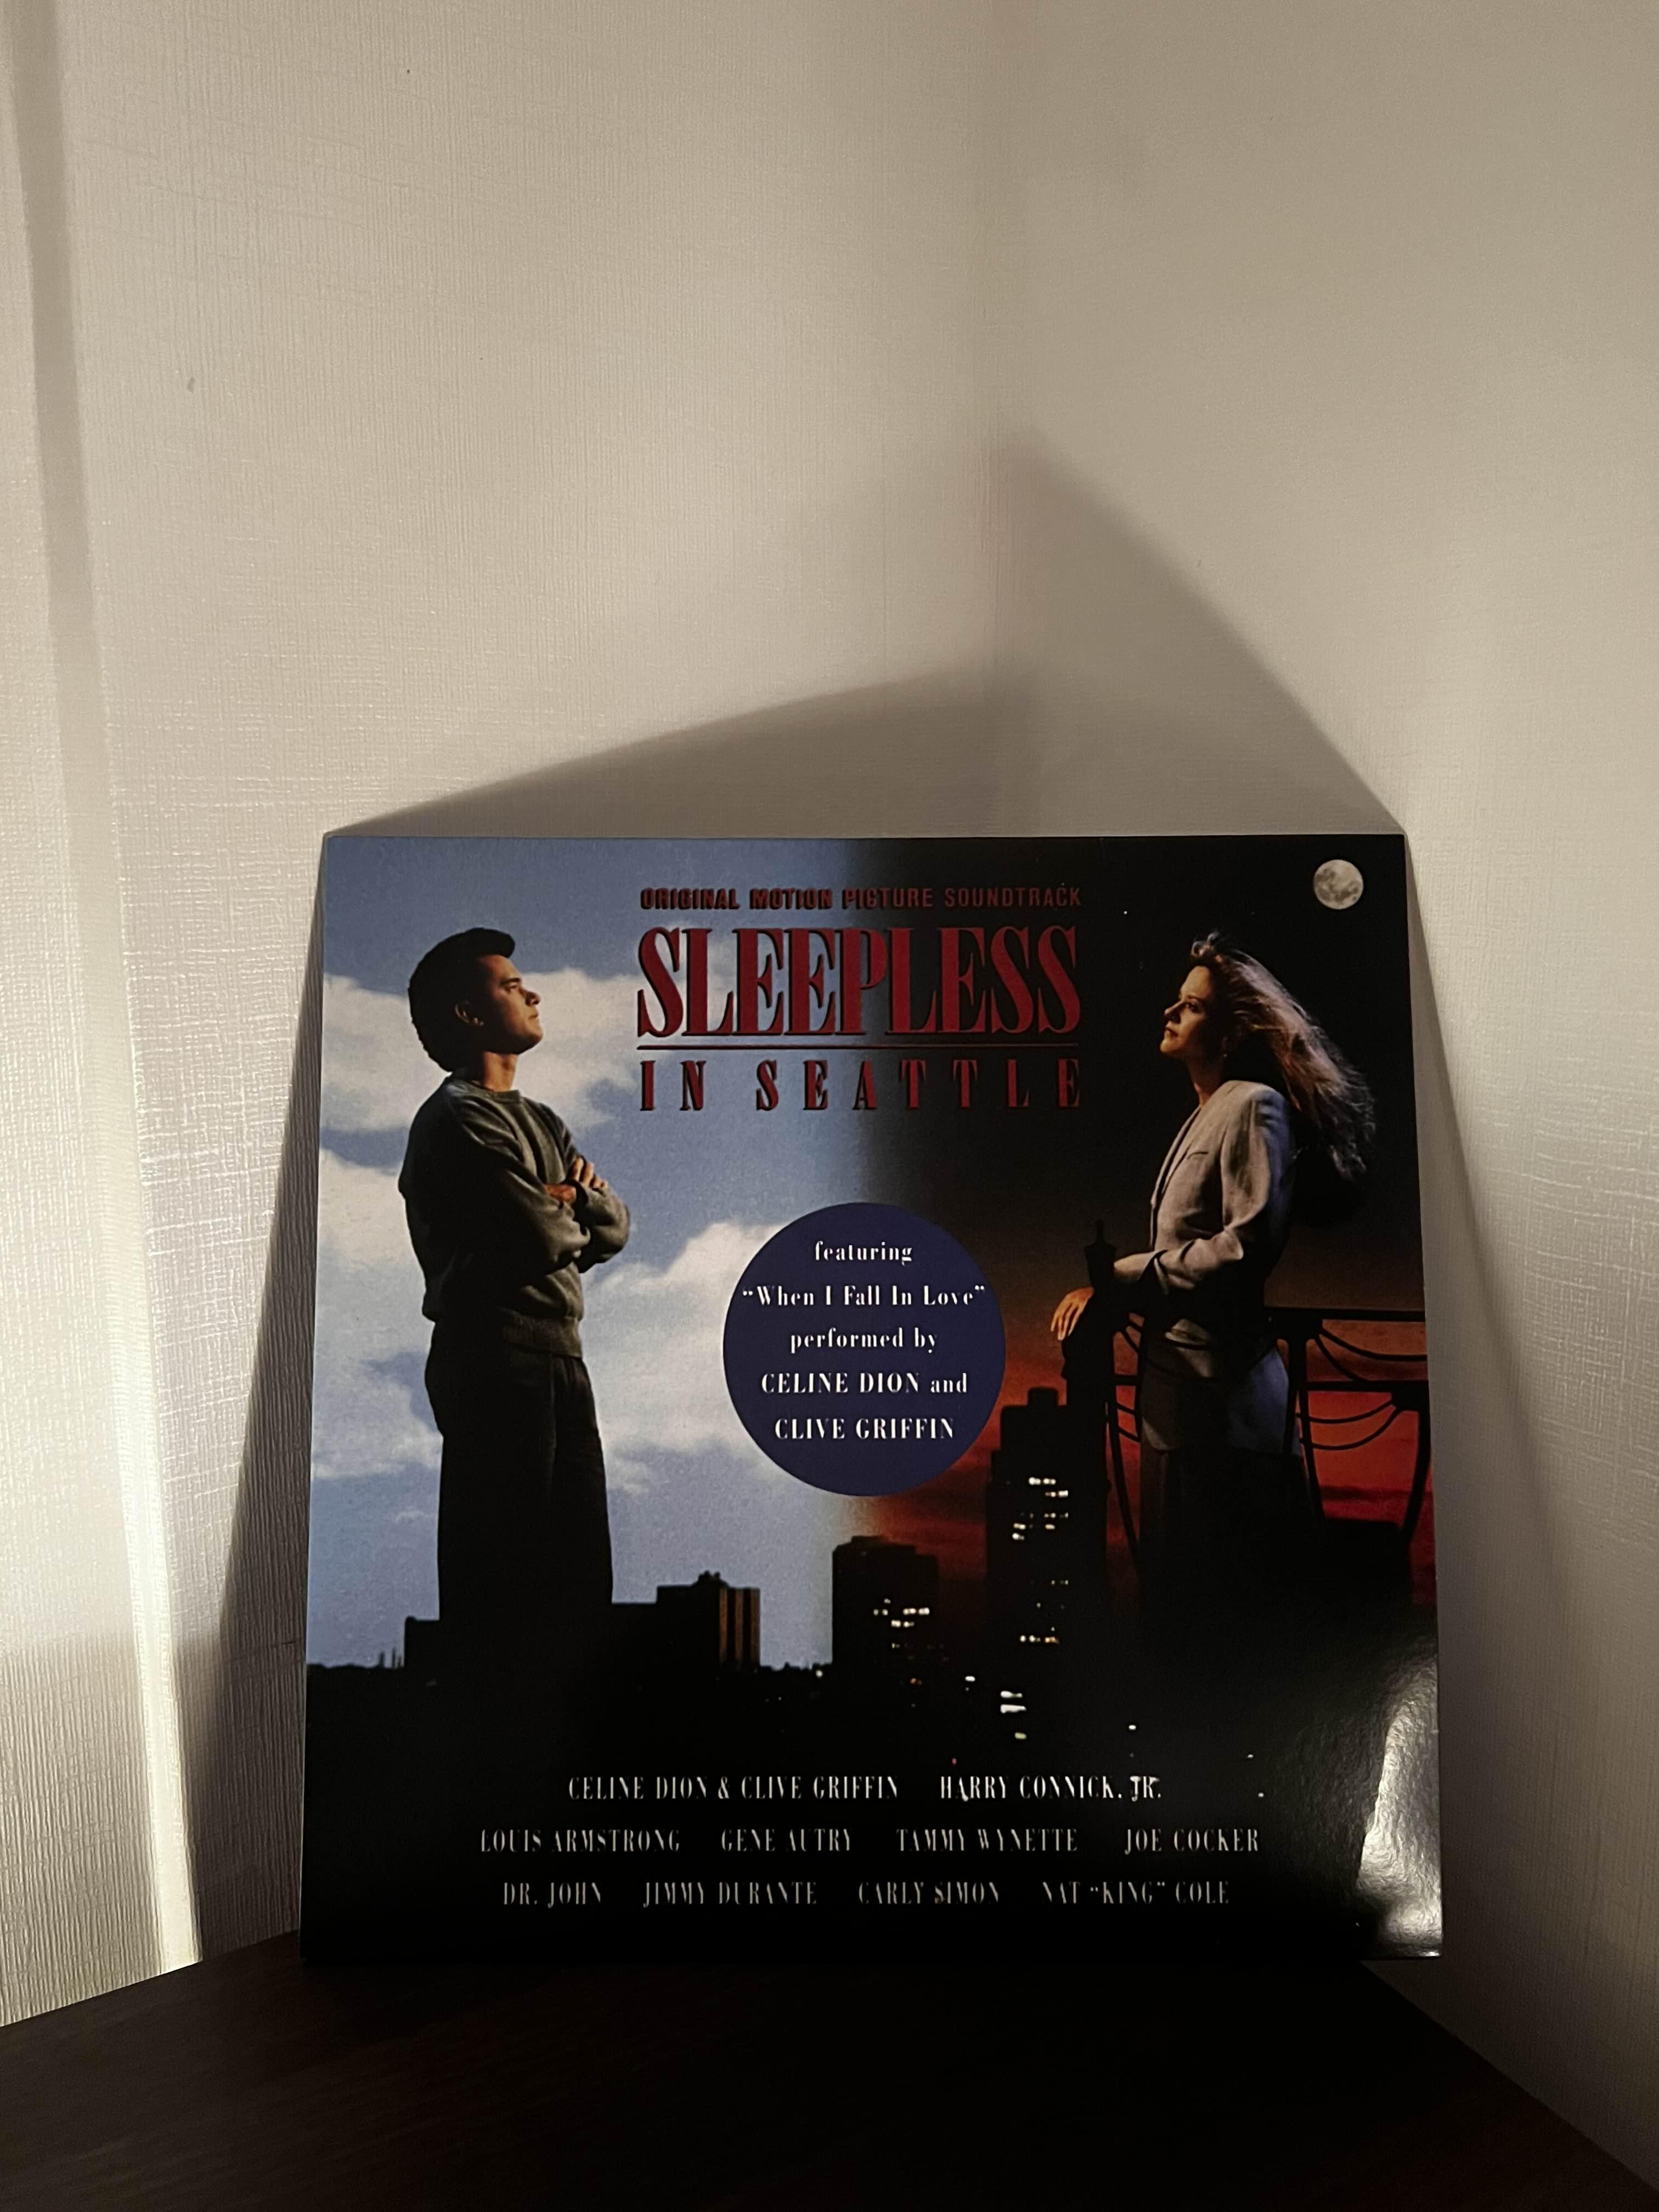 ORIGINAL MOTION PICTURE SOUNDTRACK
SLEEPLESS
IN SEATTLE
featuring
“When I Fall In Love”
performed by
CELINE DION and
CLIVE GRIFFIN
CELINE DION & CLIVE GRIFFIN HARRY CONNICK, JR.
LOUIS ARMSTRONG GENE AUTRY TAMMY WYNETTE JOE COCKER
DR. JOHN JIMMY DURANTE CARLY SIMON NAT “KING” COLE